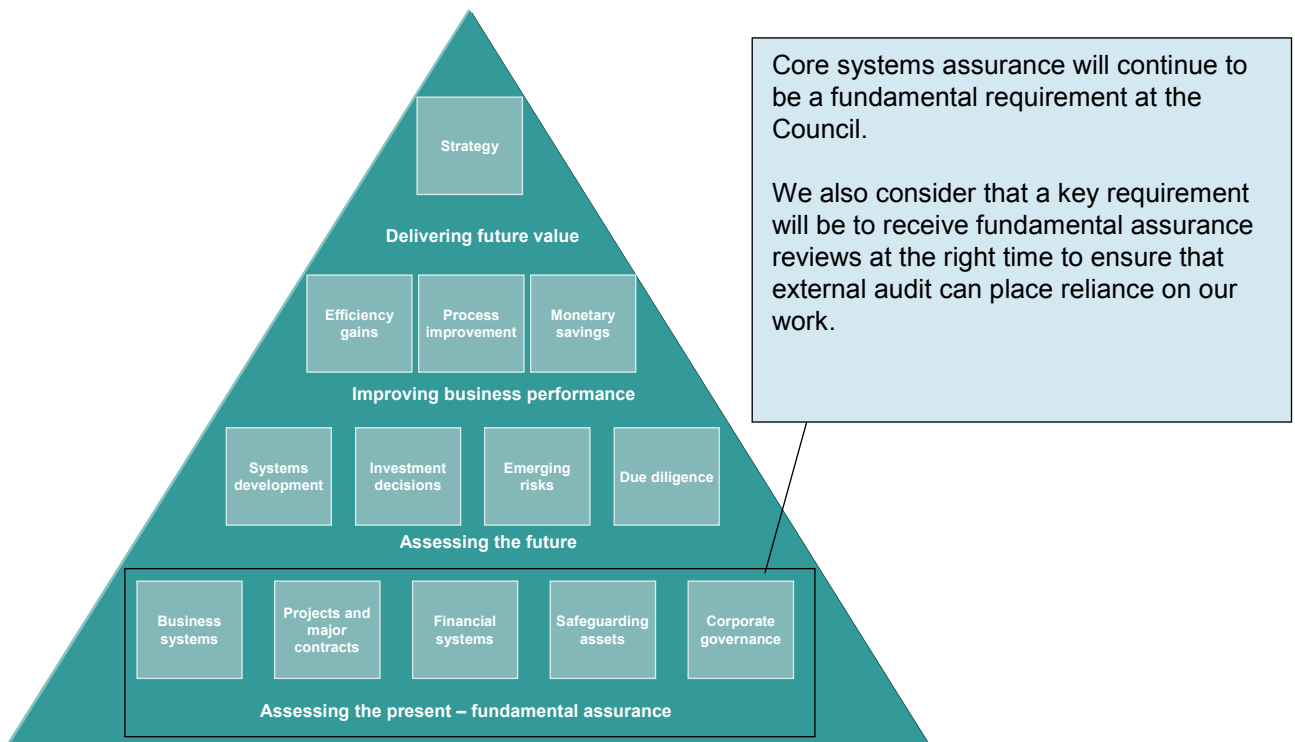 Strategy
Delivering future value
Efficiency
gains
Process
improvement
Monetary
savings
Improving business performance
Systems
development
Investment
decisions
Emerging
risks
Due diligence
Assessing the future
Business
systems
Projects and
major
contracts
Financial
systems
Safeguarding
assets
Corporate
governance
Assessing the present – fundamental assurance
Core systems assurance will continue to
be a fundamental requirement at the
Council.
We also consider that a key requirement
will be to receive fundamental assurance
reviews at the right time to ensure that
external audit can place reliance on our
work.